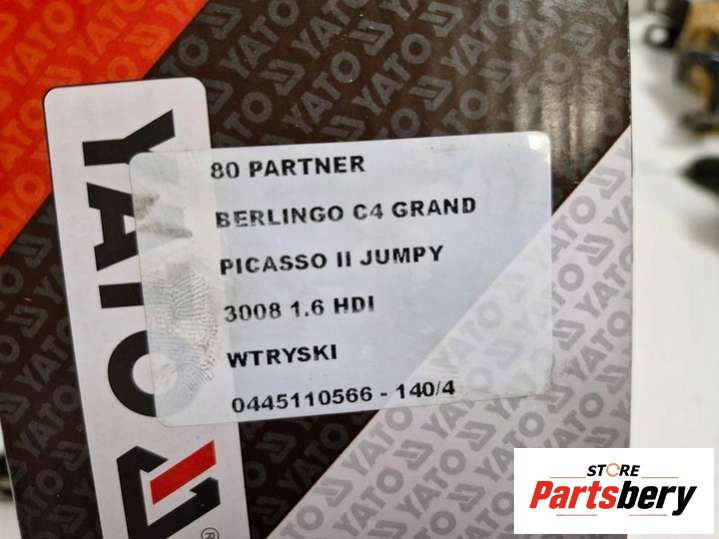 80 PARTNER
BERLINGO C4 GRAND
PICASSO II JUMPY
3008 1.6 HDI
WTRYSKI
0445110566 - 140/4
YATO
®
STORE
Partsbery